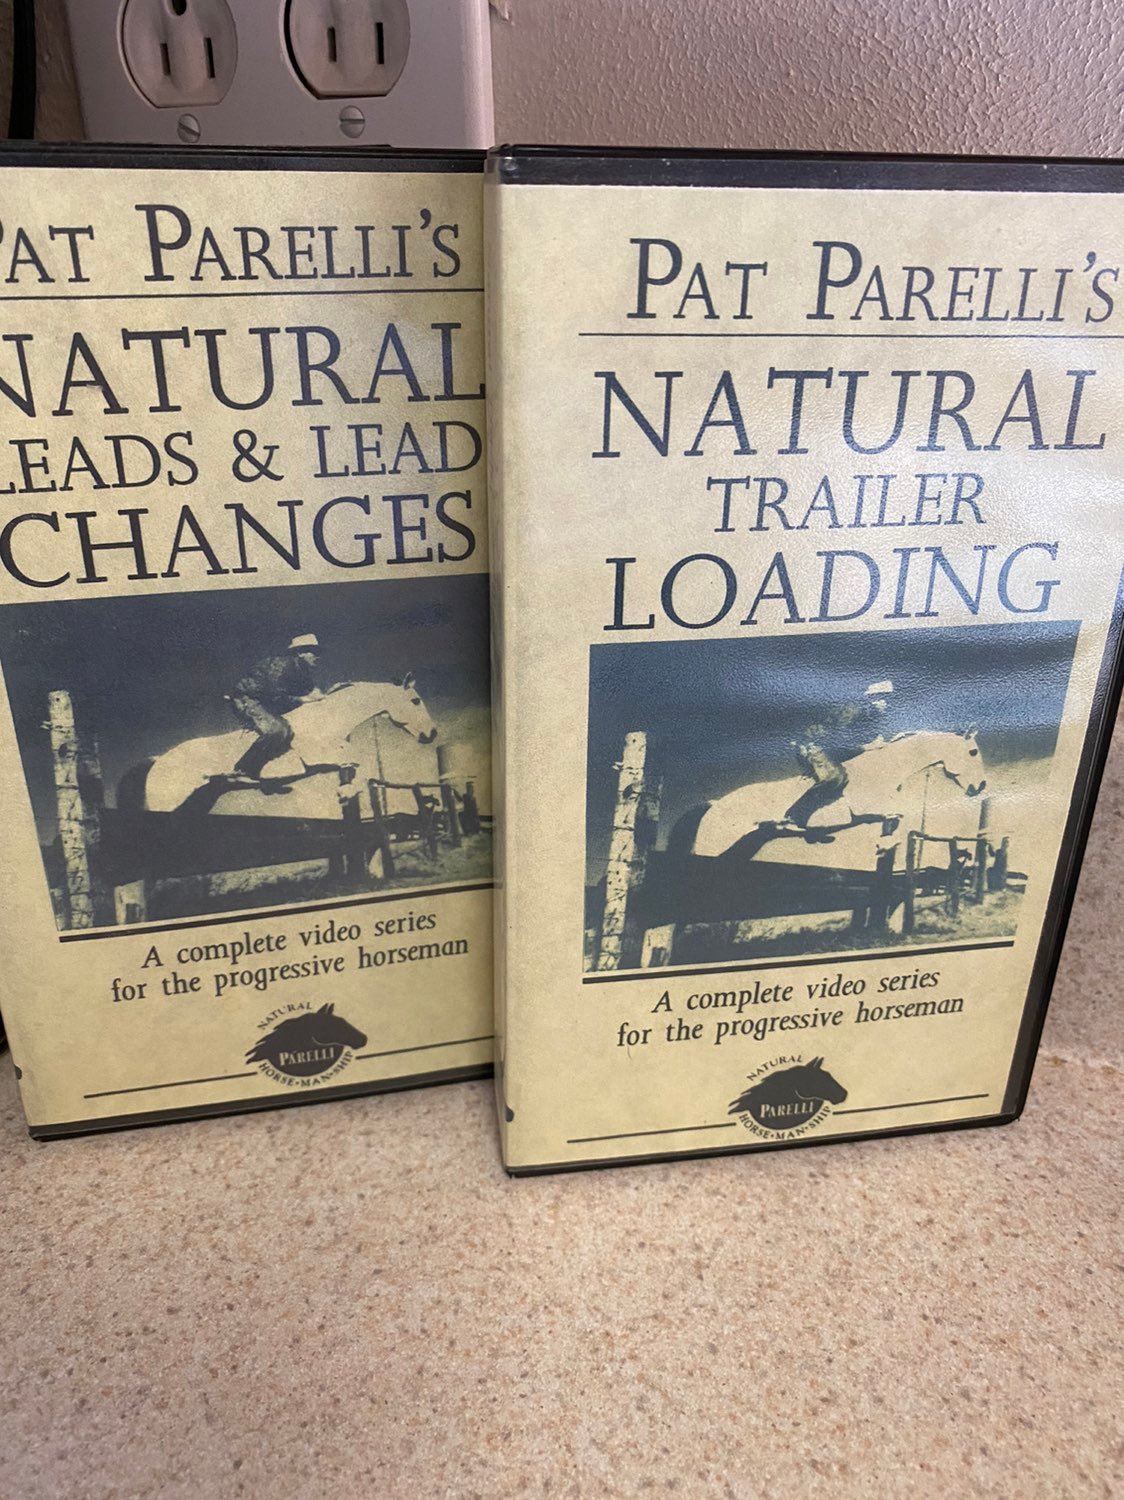 PAT PARELLI'S
NATURAL
LEADS & LEAD
CHANGES
A complete video series
for the progressive horseman
NATURAL
PARELLI
HORSE•MAN•SHIP
PAT PARELLI'S
NATURAL
TRAILER
LOADING
A complete video series
for the progressive horseman
NATURAL
PARELLI
HORSE•MAN•SHIP